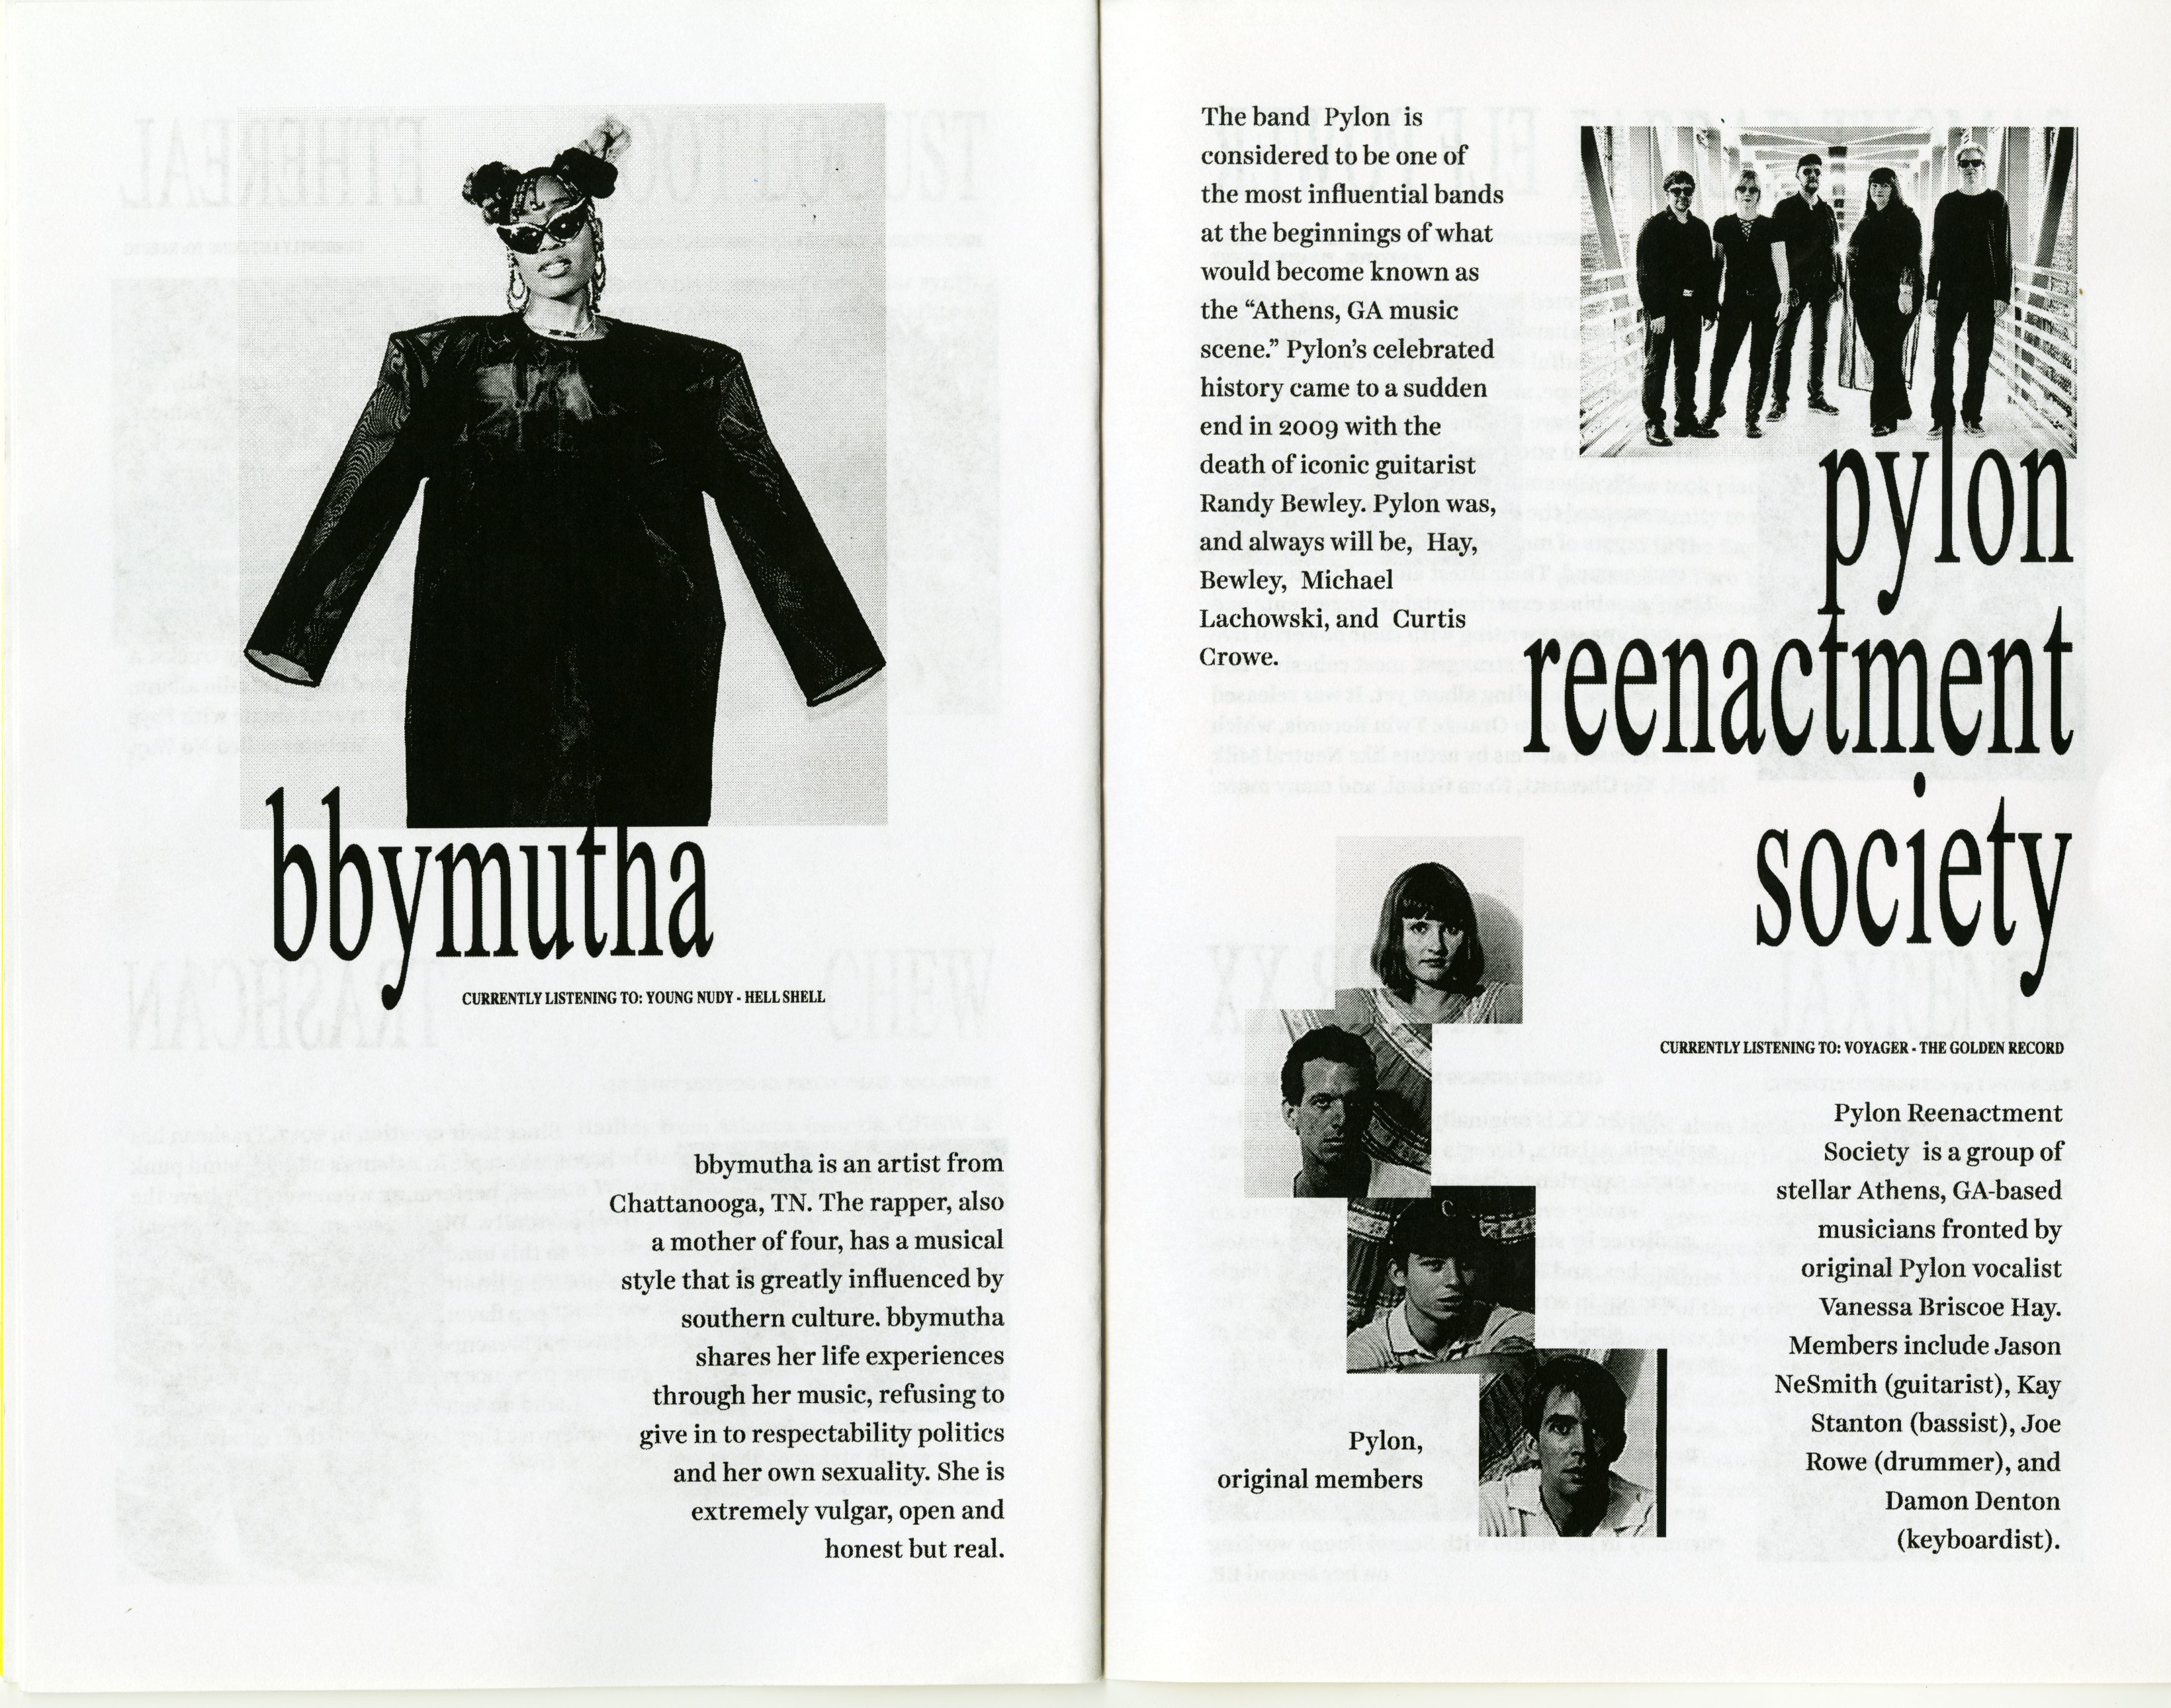 bbymutha
CURRENTLY LISTENING TO: YOUNG NUDY - HELL SHELL
bbymutha is an artist from
Chattanooga, TN. The rapper, also
a mother of four, has a musical
style that is greatly influenced by
southern culture. bbymutha
shares her life experiences
through her music, refusing to
give in to respectability politics
and her own sexuality. She is
extremely vulgar, open and
honest but real.
The band Pylon is
considered to be one of
the most influential bands
at the beginnings of what
would become known as
the “Athens, GA music
scene.” Pylon’s celebrated
history came to a sudden
end in 2009 with the
death of iconic guitarist
Randy Bewley. Pylon was,
and always will be, Hay,
Bewley, Michael
Lachowski, and Curtis
Crowe.
pylon
reenactment
society
CURRENTLY LISTENING TO: VOYAGER - THE GOLDEN RECORD
Pylon Reenactment
Society is a group of
stellar Athens, GA-based
musicians fronted by
original Pylon vocalist
Vanessa Briscoe Hay.
Members include Jason
NeSmith (guitarist), Kay
Stanton (bassist), Joe
Rowe (drummer), and
Damon Denton
(keyboardist).
Pylon,
original members